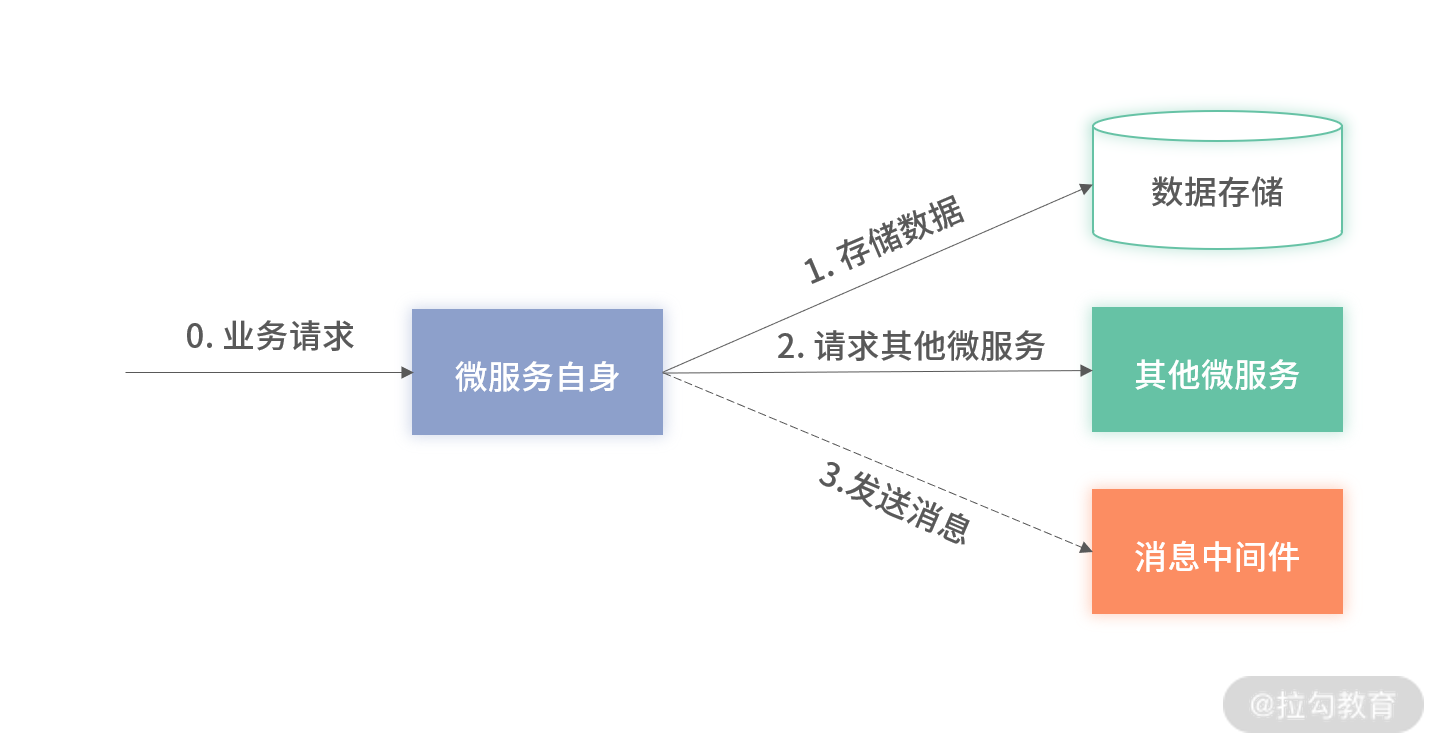 数据存储
1. 存储数据
0. 业务请求
2. 请求其他微服务
微服务自身
其他微服务
3.发送消息
消息中间件
@拉勾教育